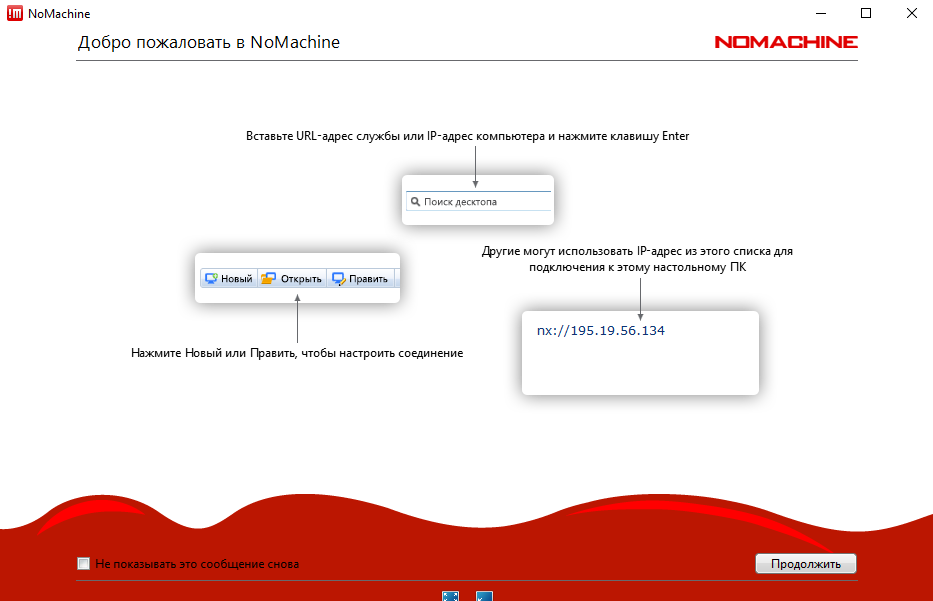 !M NoMachine
Добро пожаловать в NoMachine
NOMACHINE
Вставьте URL-адрес службы или IP-адрес компьютера и нажмите клавишу Enter
Поиск десктопа
Другие могут использовать IP-адрес из этого списка для
подключения к этому настольному ПК
Новый Открыть Править
nx://195.19.56.134
Нажмите Новый или Править, чтобы настроить соединение
Не показывать это сообщение снова
Продолжить